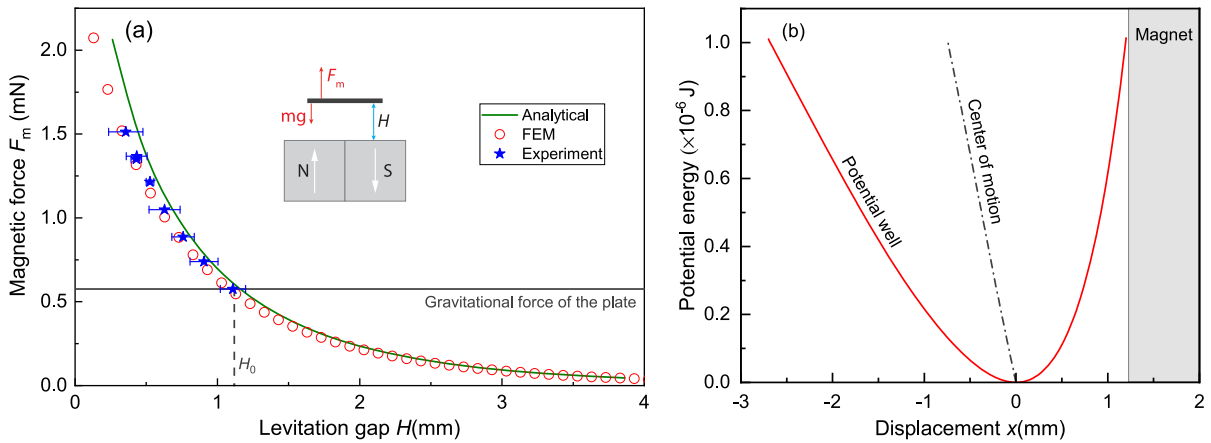 (a)
Magnetic force Fm (mN)
2.0
1.5
1.0
0.5
0.0
Fm
mg
H
N
S
Analytical
FEM
Experiment
Gravitational force of the plate
H0
0
1
2
3
4
Levitation gap H(mm)
(b)
Magnet
Potential energy (×10-6 J)
1.0
0.8
0.6
0.4
0.2
0.0
Potential well
Center of motion
-3
-2
-1
0
1
2
Displacement x(mm)